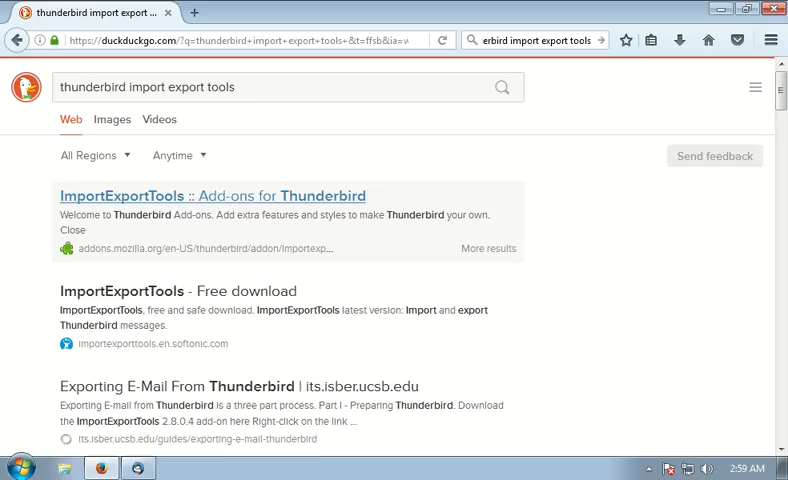 thunderbird import export ...
https://duckduckgo.com/?q=thunderbird+import+export+tools+&t=ffsb&ia=w
erbird import export tools
thunderbird import export tools
Web Images Videos
All Regions Anytime
Send feedback
ImportExportTools :: Add-ons for Thunderbird
Welcome to Thunderbird Add-ons. Add extra features and styles to make Thunderbird your own.
Close
addons.mozilla.org/en-US/thunderbird/addon/importexp... More results
ImportExportTools - Free download
ImportExportTools, free and safe download. ImportExportTools latest version: Import and export
Thunderbird messages.
importexporttools.en.softonic.com
Exporting E-Mail From Thunderbird | its.isber.ucsb.edu
Exporting E-mail from Thunderbird is a three part process. Part I - Preparing Thunderbird. Download
the ImportExportTools 2.8.0.4 add-on here Right-click on the link ...
its.isber.ucsb.edu/guides/exporting-e-mail-thunderbird
2:59 AM